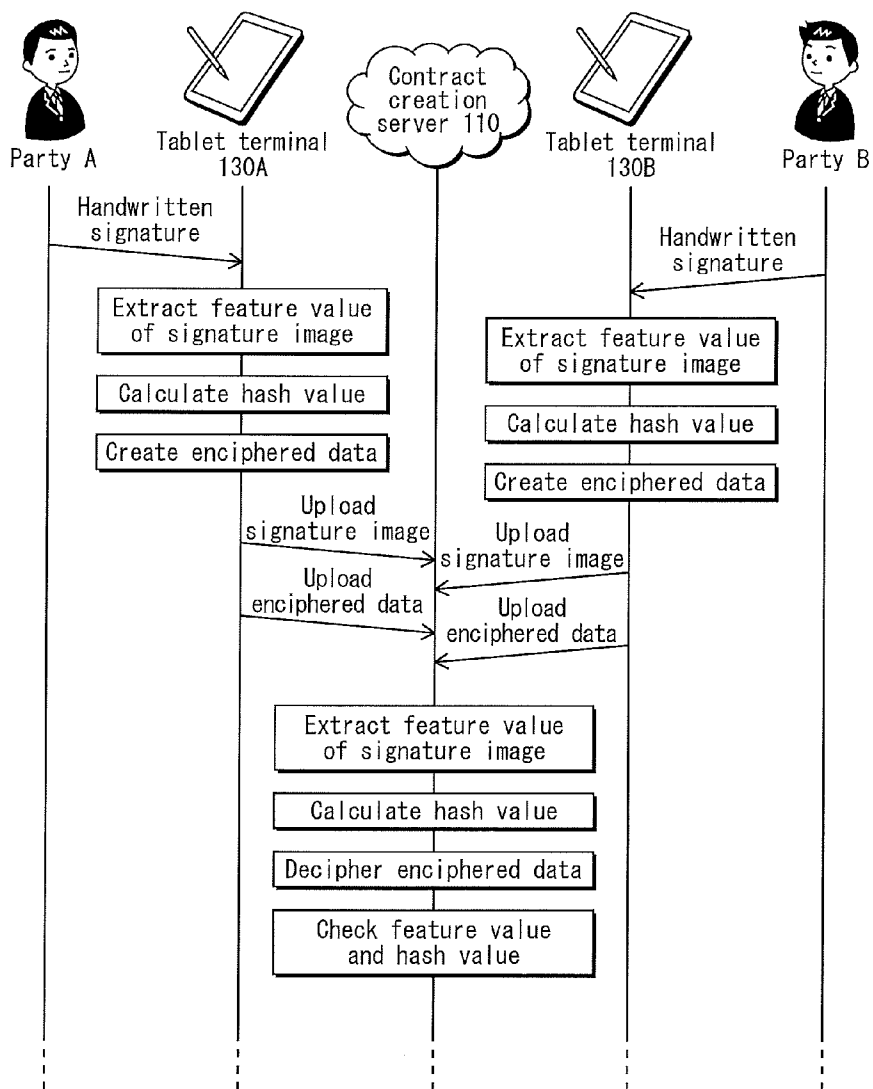 Contract
creation
server 110
Party A
Tablet terminal
130A
Tablet terminal
130B
Party B
Handwritten
signature
Handwritten
signature
Extract feature value
of signature image
Extract feature value
of signature image
Calculate hash value
Calculate hash value
Create enciphered data
Create enciphered data
Upload
signature image
Upload
signature image
Upload
enciphered data
Upload
enciphered data
Extract feature value
of signature image
Calculate hash value
Decipher enciphered data
Check feature value
and hash value